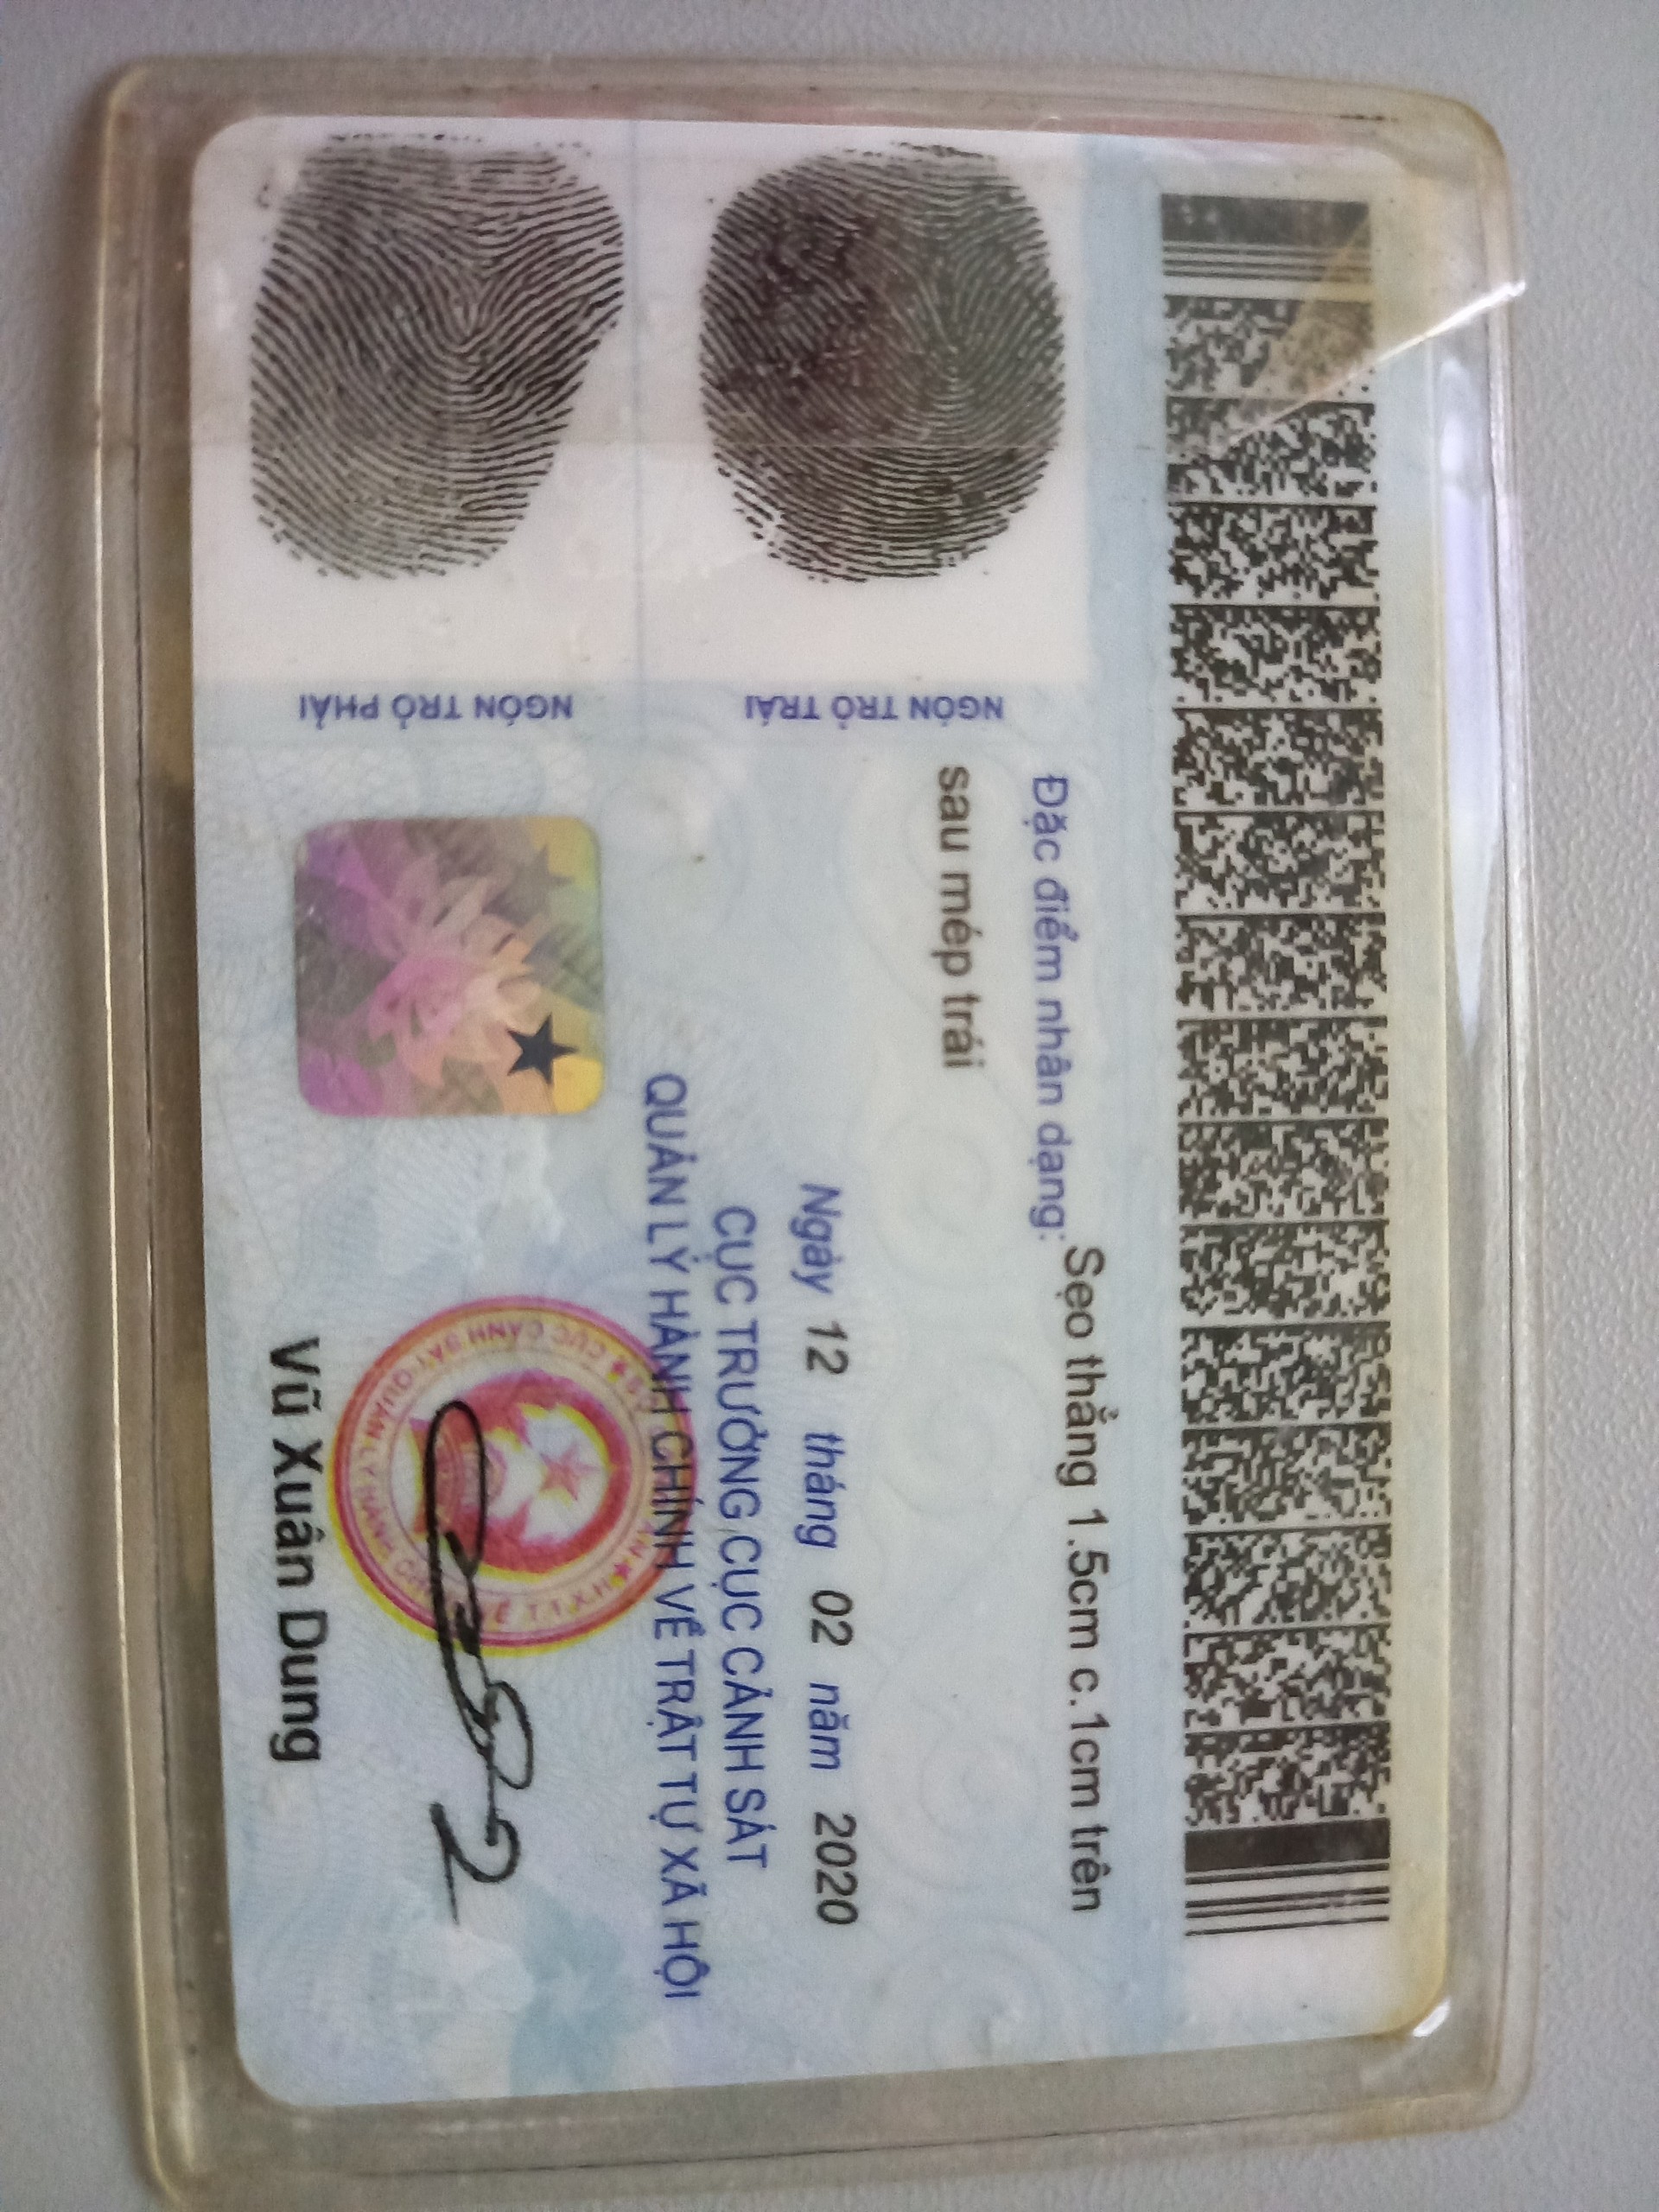 Đặc điểm nhân dạng: Sẹo thẳng 1.5cm c.1cm trên
sau mép trái
Ngày 12 tháng 02 năm 2020
CỤC TRƯỞNG CỤC CẢNH SÁT
QUẢN LÝ HÀNH CHÍNH VỀ TRẬT TỰ XÃ HỘI
Vũ Xuân Dung
NGÓN TRỎ TRÁI
NGÓN TRỎ PHẢI